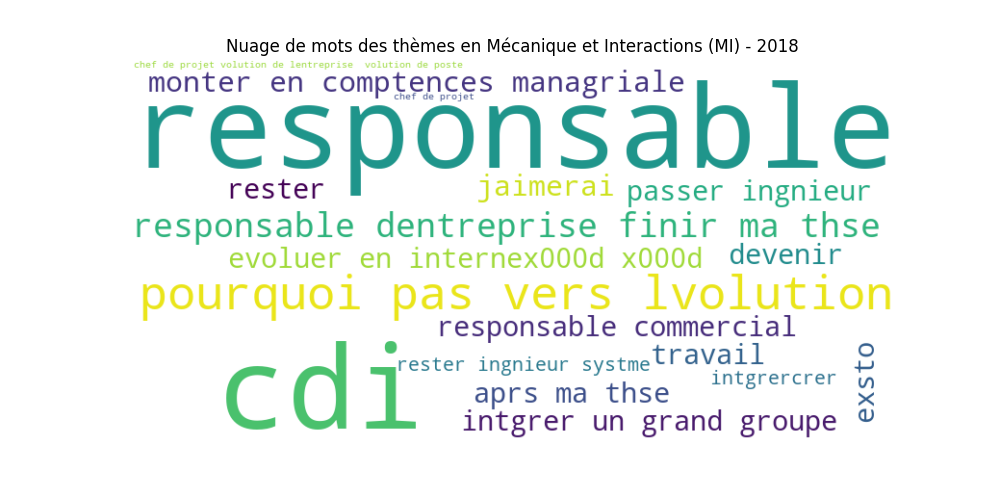 Nuage de mots des thèmes en Mécanique et Interactions (MI) - 2018
chef de projet volution de lentreprise  volution de poste
monter en comptences managriale
chef de projet
responsable
rester
jaimerai
passer ingnieur
responsable dentreprise finir ma thse
evoluer en internex000d x000d
devenir
pourquoi pas vers lvolution
responsable commercial
cdi
rester ingnieur systme
travail
intgrercrer
exsto
aprs ma thse
intgrer un grand groupe